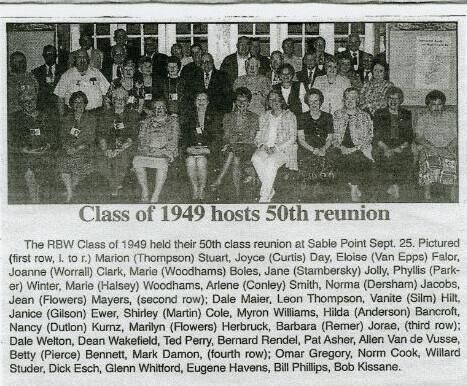 Class of 1949 hosts 50th reunion
The RBW Class of 1949 held their 50th class reunion at Sable Point Sept. 25. Pictured
(first row, l. to r.) Marion (Thompson) Stuart, Joyce (Curtis) Day, Eloise (Van Epps) Falor,
Joanne (Worrall) Clark, Marie (Woodhams) Boles, Jane (Stambersky) Jolly, Phyllis (Par-
ker) Winter, Marie (Halsey) Woodhams, Arlene (Conley) Smith, Norma (Dersham) Jacobs,
Jean (Flowers) Mayers, (second row); Dale Maier, Leon Thompson, Vanite (Silm) Hilt,
Janice (Gilson) Ewer, Shirley (Martin) Cole, Myron Williams, Hilda (Anderson) Bancroft,
Nancy (Dutlon) Kurnz, Marilyn (Flowers) Herbruck, Barbara (Remer) Jorae, (third row);
Dale Welton, Dean Wakefield, Ted Perry, Bernard Rendel, Pat Asher, Allen Van de Vusse,
Betty (Pierce) Bennett, Mark Damon, (fourth row); Omar Gregory, Norm Cook, Willard
Studer, Dick Esch, Glenn Whitford, Eugene Havens, Bill Phillips, Bob Kissane.